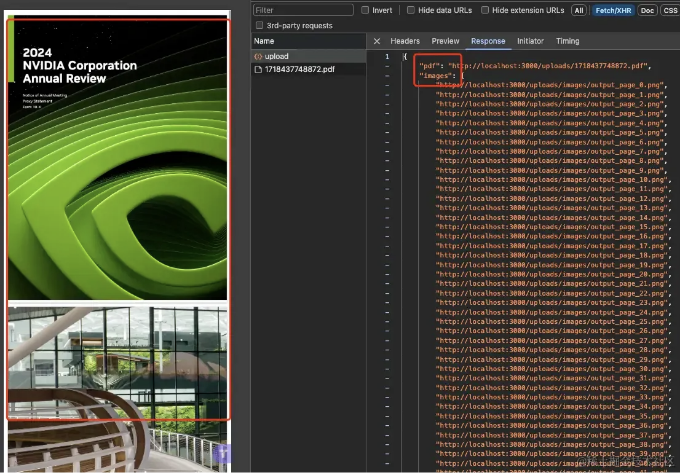 2024
NVIDIA Corporation
Annual Review
Notice of Annual Meeting
Proxy Statement
Form 10-K
Filter
Invert
Hide data URLs
Hide extension URLs
All
Fetch/XHR
Doc
CSS
3rd-party requests
Name
upload
1718437748872.pdf
Headers
Preview
Response
Initiator
Timing
1
{
"pdf": "http://localhost:3000/uploads/1718437748872.pdf",
"images": [
"http://localhost:3000/uploads/images/output_page_0.png",
"http://localhost:3000/uploads/images/output_page_1.png",
"http://localhost:3000/uploads/images/output_page_2.png",
"http://localhost:3000/uploads/images/output_page_3.png",
"http://localhost:3000/uploads/images/output_page_4.png",
"http://localhost:3000/uploads/images/output_page_5.png",
"http://localhost:3000/uploads/images/output_page_6.png",
"http://localhost:3000/uploads/images/output_page_7.png",
"http://localhost:3000/uploads/images/output_page_8.png",
"http://localhost:3000/uploads/images/output_page_9.png",
"http://localhost:3000/uploads/images/output_page_10.png",
"http://localhost:3000/uploads/images/output_page_11.png",
"http://localhost:3000/uploads/images/output_page_12.png",
"http://localhost:3000/uploads/images/output_page_13.png",
"http://localhost:3000/uploads/images/output_page_14.png",
"http://localhost:3000/uploads/images/output_page_15.png",
"http://localhost:3000/uploads/images/output_page_16.png",
"http://localhost:3000/uploads/images/output_page_17.png",
"http://localhost:3000/uploads/images/output_page_18.png",
"http://localhost:3000/uploads/images/output_page_19.png",
"http://localhost:3000/uploads/images/output_page_20.png",
"http://localhost:3000/uploads/images/output_page_21.png",
"http://localhost:3000/uploads/images/output_page_22.png",
"http://localhost:3000/uploads/images/output_page_23.png",
"http://localhost:3000/uploads/images/output_page_24.png",
"http://localhost:3000/uploads/images/output_page_25.png",
"http://localhost:3000/uploads/images/output_page_26.png",
"http://localhost:3000/uploads/images/output_page_27.png",
"http://localhost:3000/uploads/images/output_page_28.png",
"http://localhost:3000/uploads/images/output_page_29.png",
"http://localhost:3000/uploads/images/output_page_30.png",
"http://localhost:3000/uploads/images/output_page_31.png",
"http://localhost:3000/uploads/images/output_page_32.png",
"http://localhost:3000/uploads/images/output_page_33.png",
"http://localhost:3000/uploads/images/output_page_34.png",
"http://localhost:3000/uploads/images/output_page_35.png",
"http://localhost:3000/uploads/images/output_page_36.png",
"http://localhost:3000/uploads/images/output_page_37.png",
"http://localhost:3000/uploads/images/output_page_38.png",
"http://localhost:3000/uploads/images/output_page_39.png",